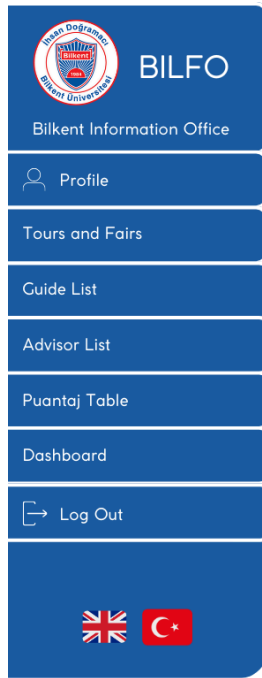 İhsan Doğramacı
Bilkent
1984
Bilkent Üniversitesi
BILFO
Bilkent Information Office
Profile
Tours and Fairs
Guide List
Advisor List
Puantaj Table
Dashboard
Log Out